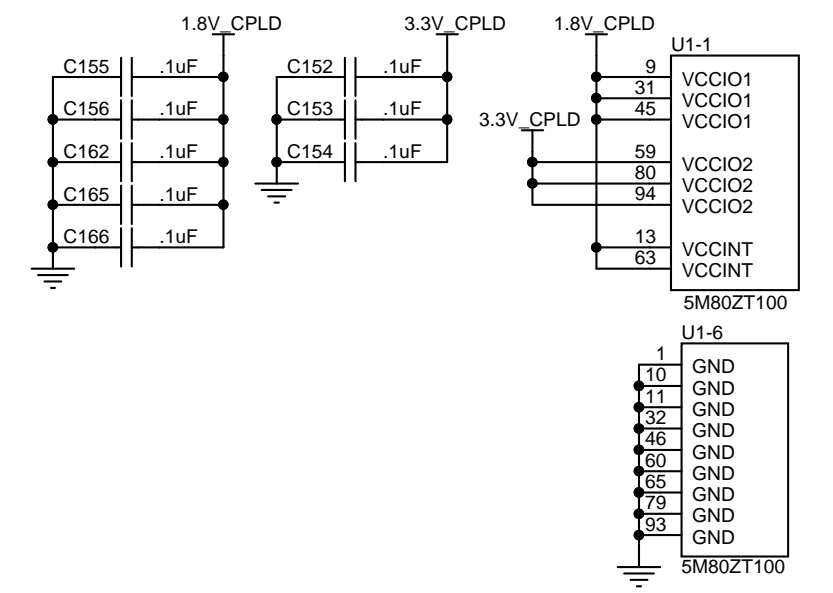 1.8V_CPLD
C155 .1uF
C156 .1uF
C162 .1uF
C165 .1uF
C166 .1uF
3.3V_CPLD
C152 .1uF
C153 .1uF
C154 .1uF
1.8V_CPLD
3.3V_CPLD
U1-1
9 VCCIO1
31 VCCIO1
45 VCCIO1
59 VCCIO2
80 VCCIO2
94 VCCIO2
13 VCCINT
63 VCCINT
5M80ZT100
U1-6
1 GND
10 GND
11 GND
32 GND
46 GND
60 GND
65 GND
79 GND
93 GND
5M80ZT100